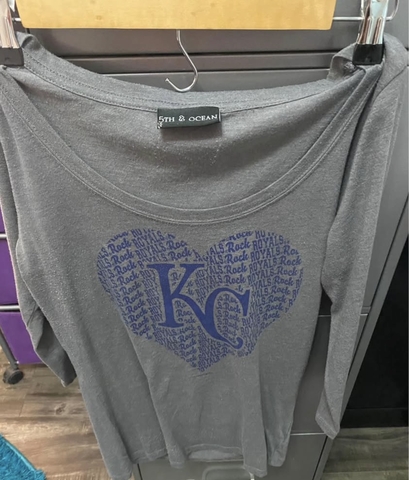 5TH & OCEAN
Rock ROYALS
KC